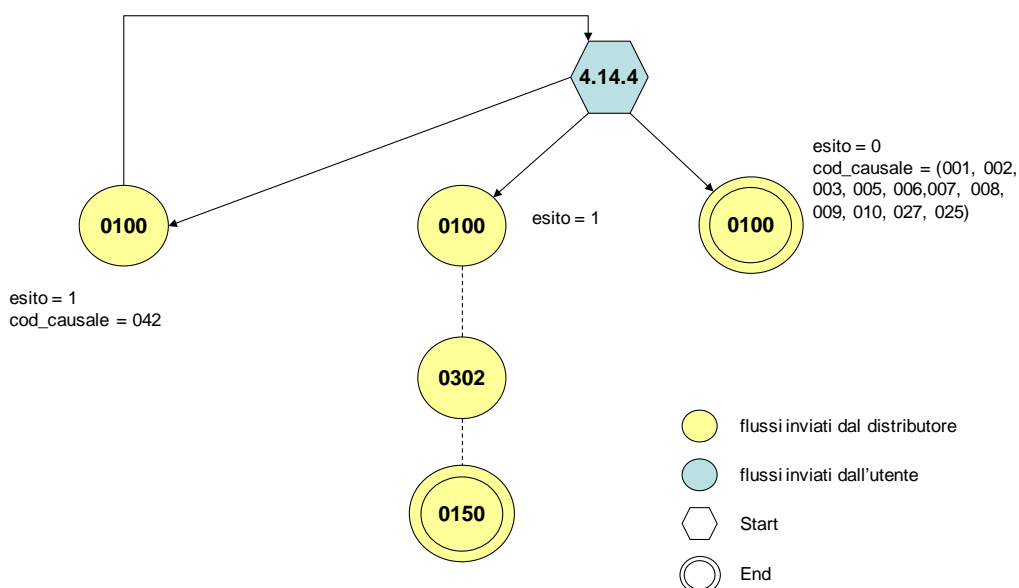 4.14.4
esito = 0
cod_causale = (001, 002,
003, 005, 006,007, 008,
009, 010, 027, 025)
0100
0100
esito = 1
0100
esito = 1
cod_causale = 042
0302
0150
flussi inviati dal distributore
flussi inviati dall'utente
Start
End